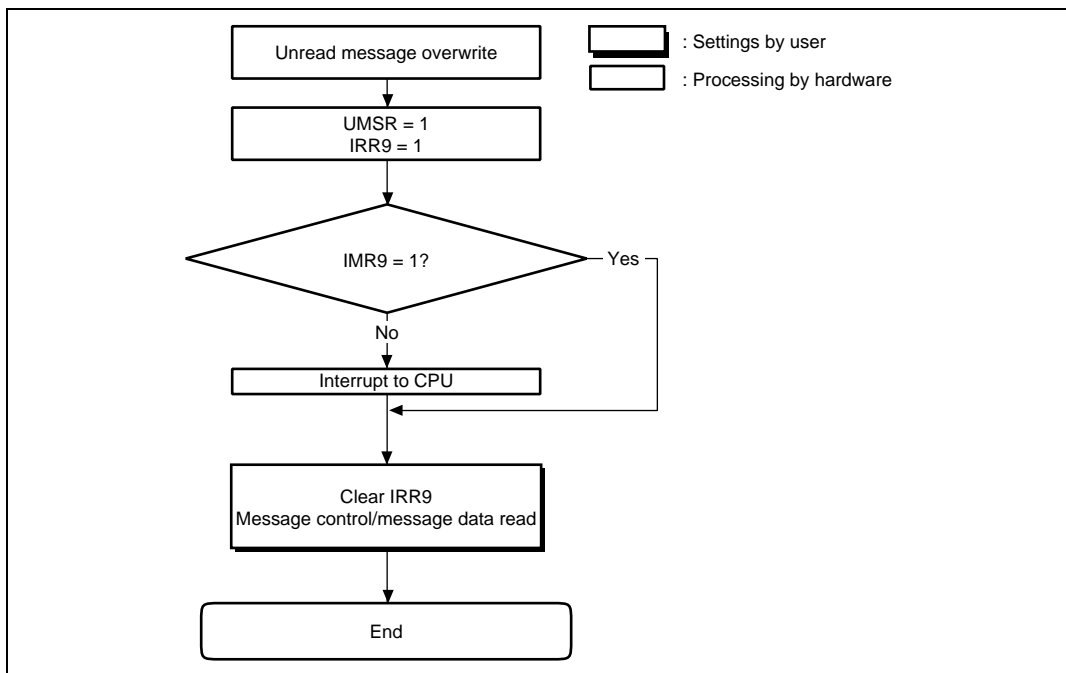 Unread message overwrite
: Settings by user
: Processing by hardware
UMSR = 1
IRR9 = 1
IMR9 = 1?
Yes
No
Interrupt to CPU
Clear IRR9
Message control/message data read
End